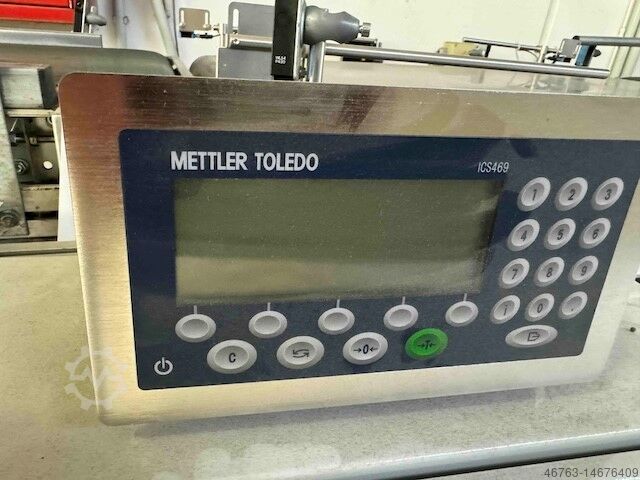 METTLER TOLEDO
ICS469
1 2 3
4 5 6
7 8 9
0 .
C →0← →T←
46763-14676409